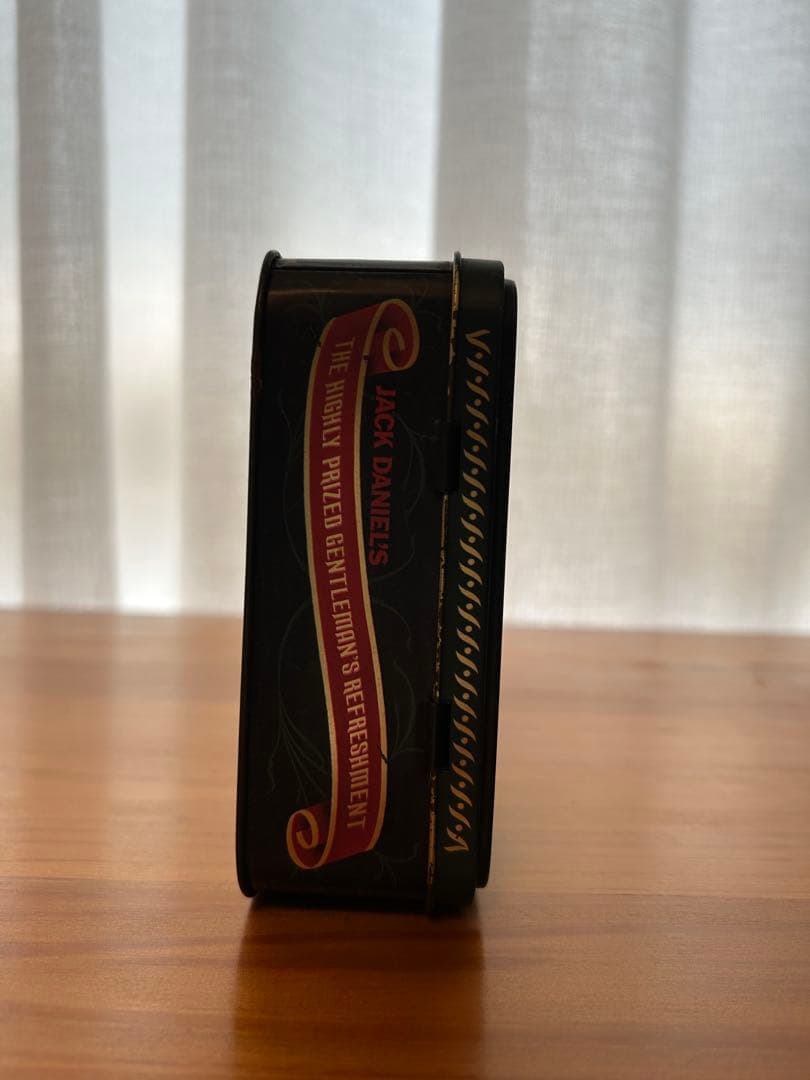 JACK DANIEL'S
THE HIGHLY PRIZED GENTLEMAN'S REFRESHMENT